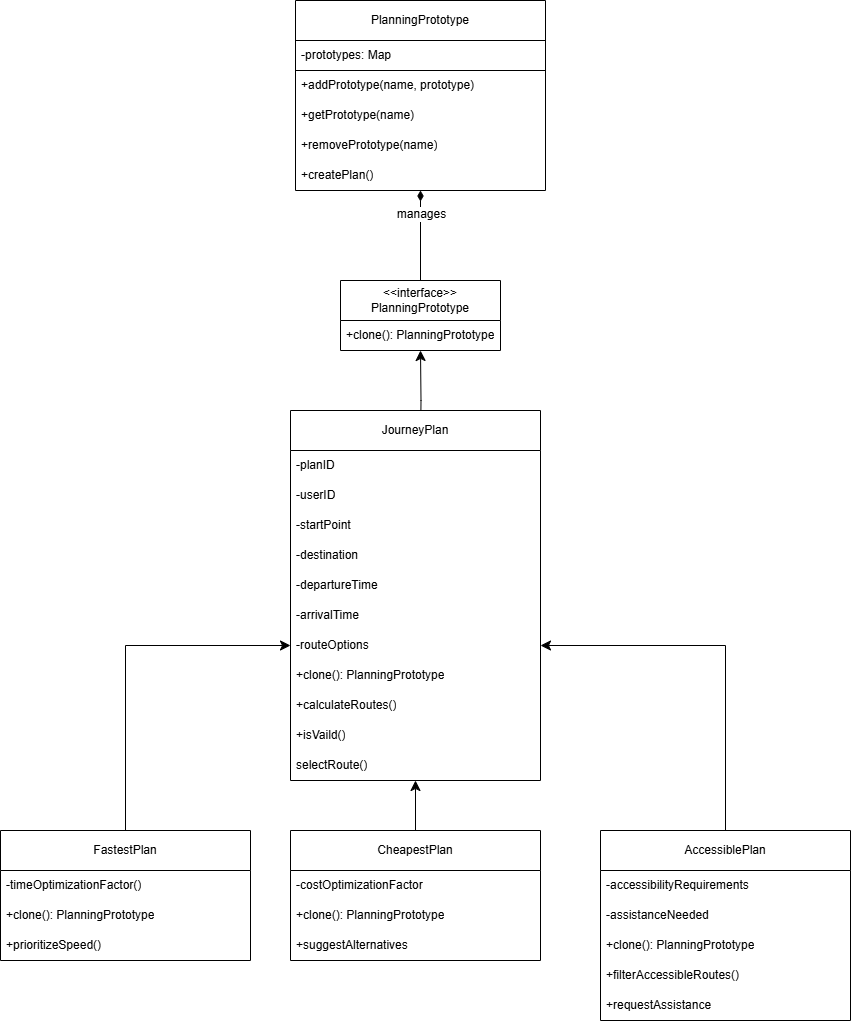 PlanningPrototype
-prototypes: Map
+addPrototype(name, prototype)
+getPrototype(name)
+removePrototype(name)
+createPlan()
manages
<<interface>>
PlanningPrototype
+clone(): PlanningPrototype
JourneyPlan
-planID
-userID
-startPoint
-destination
-departureTime
-arrivalTime
-routeOptions
+clone(): PlanningPrototype
+calculateRoutes()
+isVaild()
selectRoute()
FastestPlan
-timeOptimizationFactor()
+clone(): PlanningPrototype
+prioritizeSpeed()
CheapestPlan
-costOptimizationFactor
+clone(): PlanningPrototype
+suggestAlternatives
AccessiblePlan
-accessibilityRequirements
-assistanceNeeded
+clone(): PlanningPrototype
+filterAccessibleRoutes()
+requestAssistance